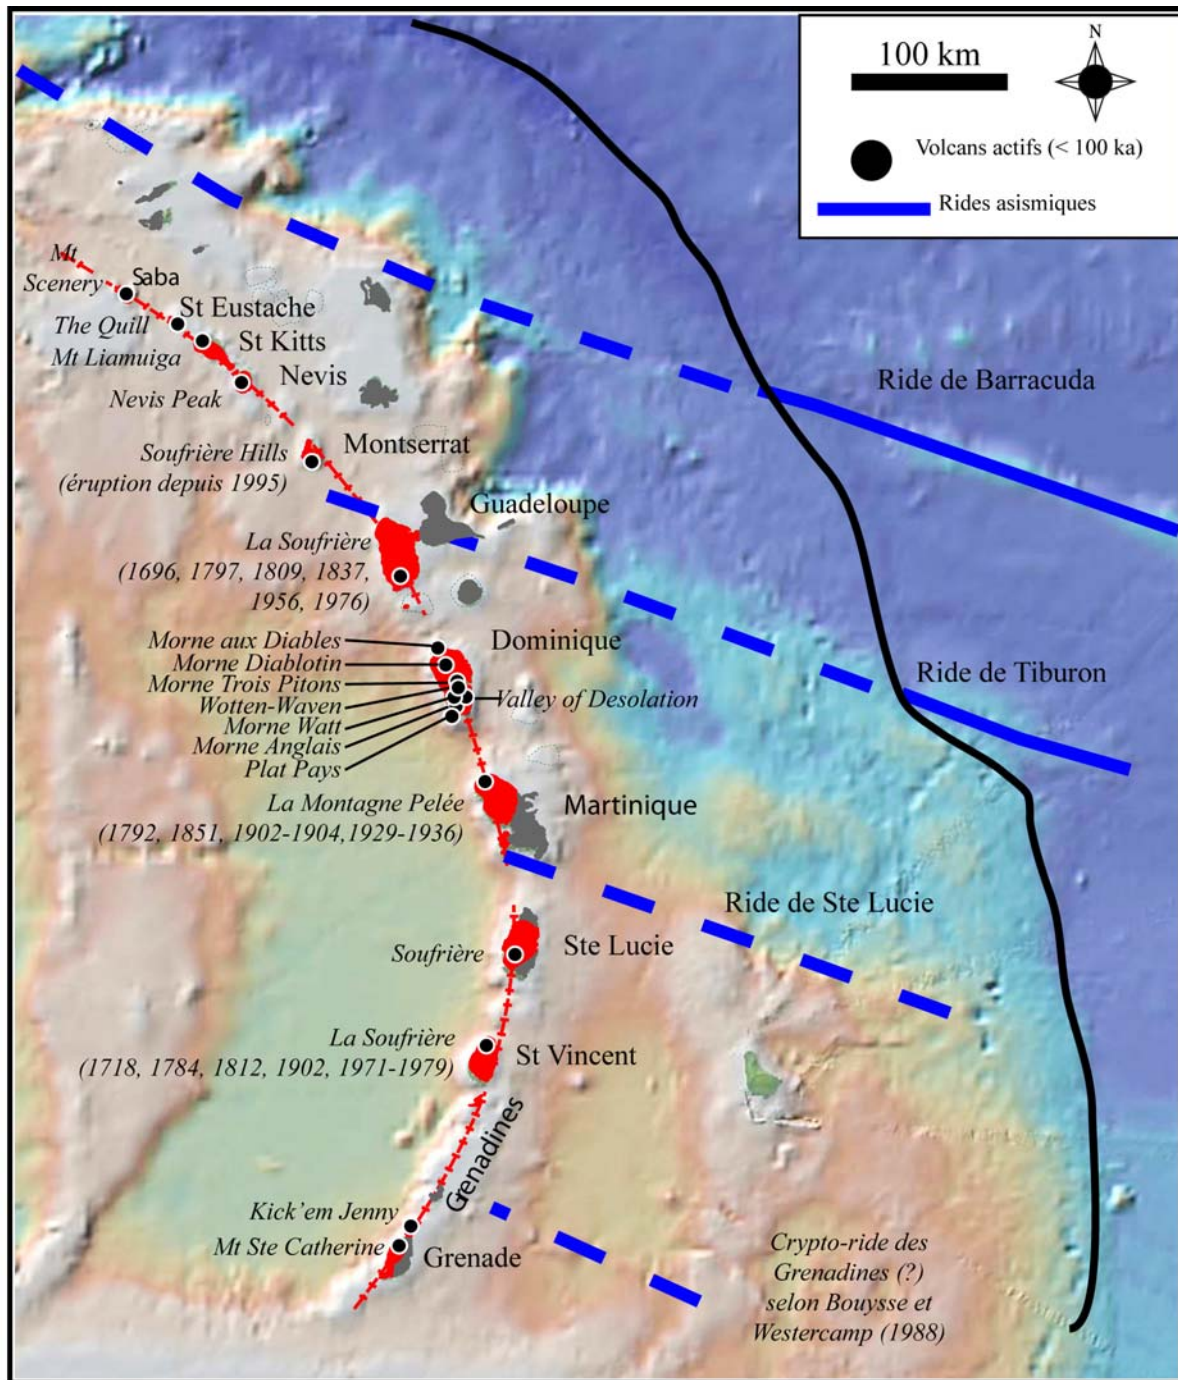 100 km
N
Volcans actifs (< 100 ka)
Rides asismiques
Mt
Scenery
Saba
St Eustache
The Quill
St Kitts
Mt Liamuiga
Nevis
Nevis Peak
Ride de Barracuda
Montserrat
Soufrière Hills
(éruption depuis 1995)
Guadeloupe
La Soufrière
(1696, 1797, 1809, 1837,
1956, 1976)
Dominique
Morne aux Diables
Morne Diablotin
Morne Trois Pitons
Wotten-Waven
Valley of Desolation
Morne Watt
Morne Anglais
Plat Pays
Ride de Tiburon
La Montagne Pelée
(1792, 1851, 1902-1904,1929-1936)
Martinique
Ride de Ste Lucie
Soufrière
Ste Lucie
La Soufrière
(1718, 1784, 1812, 1902, 1971-1979)
St Vincent
Grenadines
Kick'em Jenny
Mt Ste Catherine
Grenade
Crypto-ride des
Grenadines (?)
selon Bouysse et
Westercamp (1988)